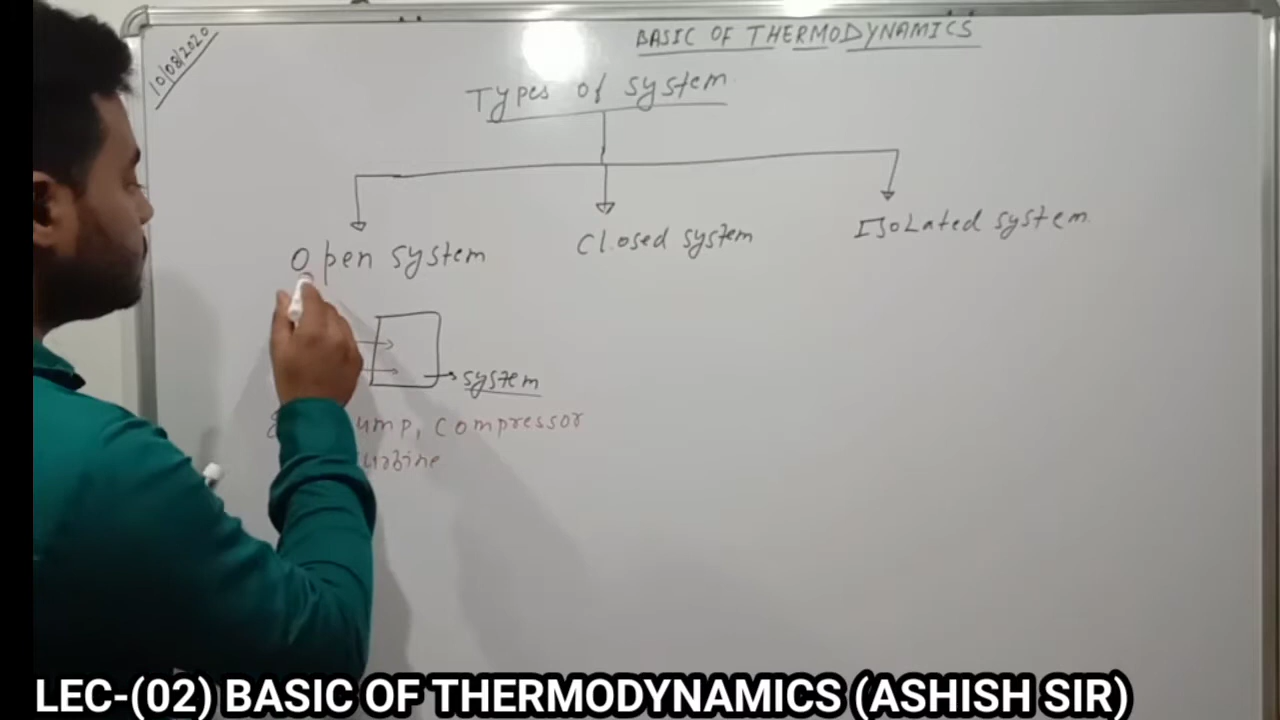 10/08/2020
BASIC OF THERMODYNAMICS
Types of system
Open system
Closed system
Isolated system
system
ump, compressor
urbine
LEC-(02) BASIC OF THERMODYNAMICS (ASHISH SIR)